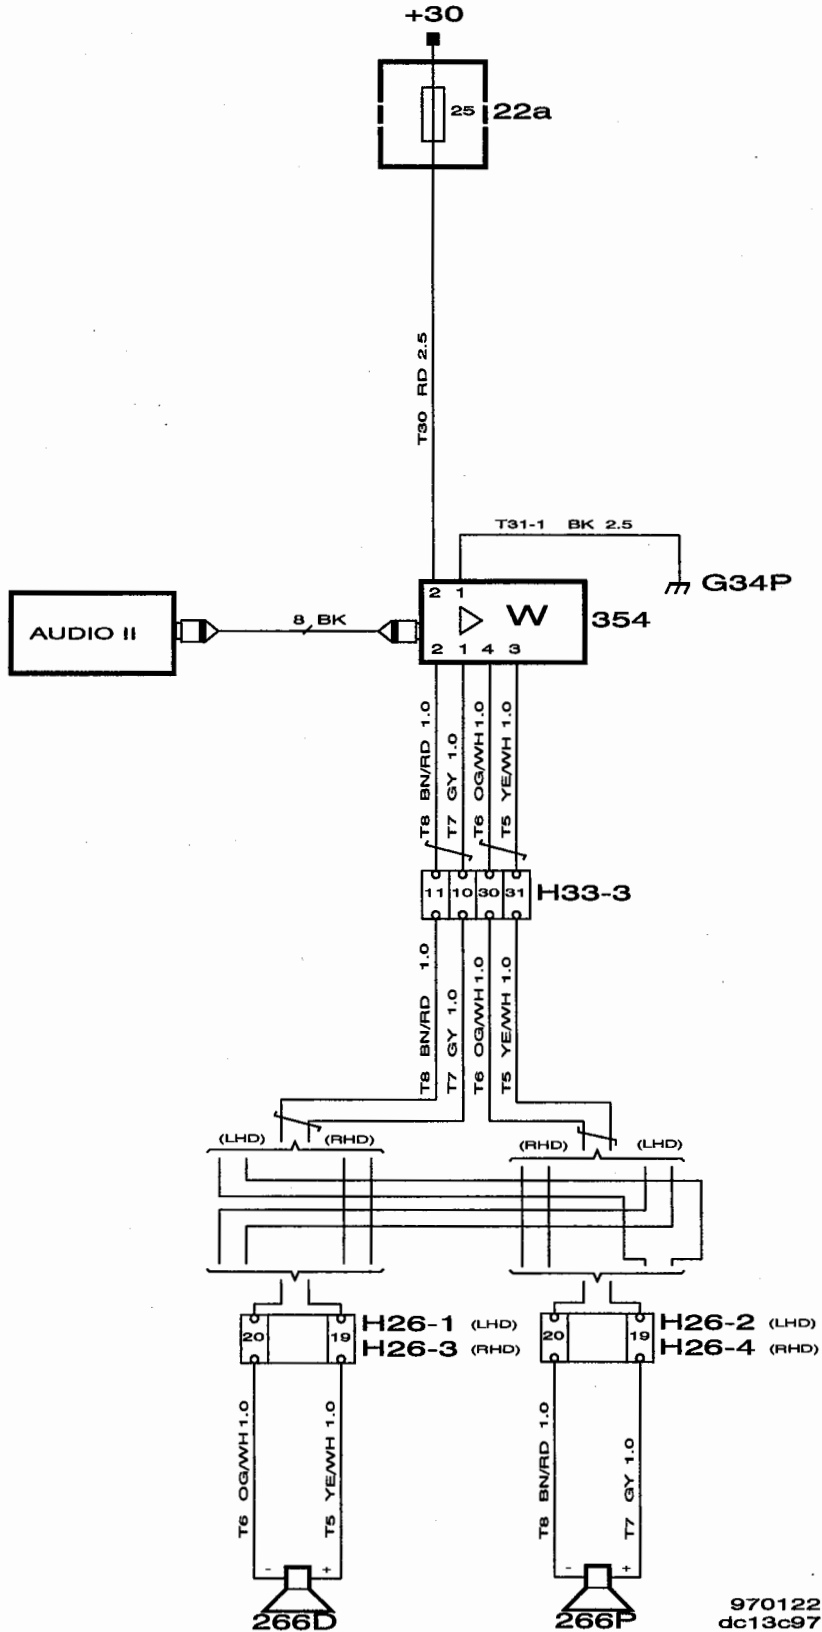 +30
25 22a
T30 RD 2.5
T31-1 BK 2.5
G34P
2 1
W
354
AUDIO II
8 BK
2 1 4 3
T8 BN/RD 1.0
T7 GY 1.0
T6 OG/WH 1.0
T5 YE/WH 1.0
11 10 30 31 H33-3
T8 BN/RD 1.0
T7 GY 1.0
T6 OG/WH 1.0
T5 YE/WH 1.0
(LHD) (RHD) (RHD) (LHD)
20 19 H26-1 (LHD)
H26-3 (RHD)
20 19 H26-2 (LHD)
H26-4 (RHD)
T6 OG/WH 1.0
T5 YE/WH 1.0
T8 BN/RD 1.0
T7 GY 1.0
- + - +
266D 266P
970122
dc13c97